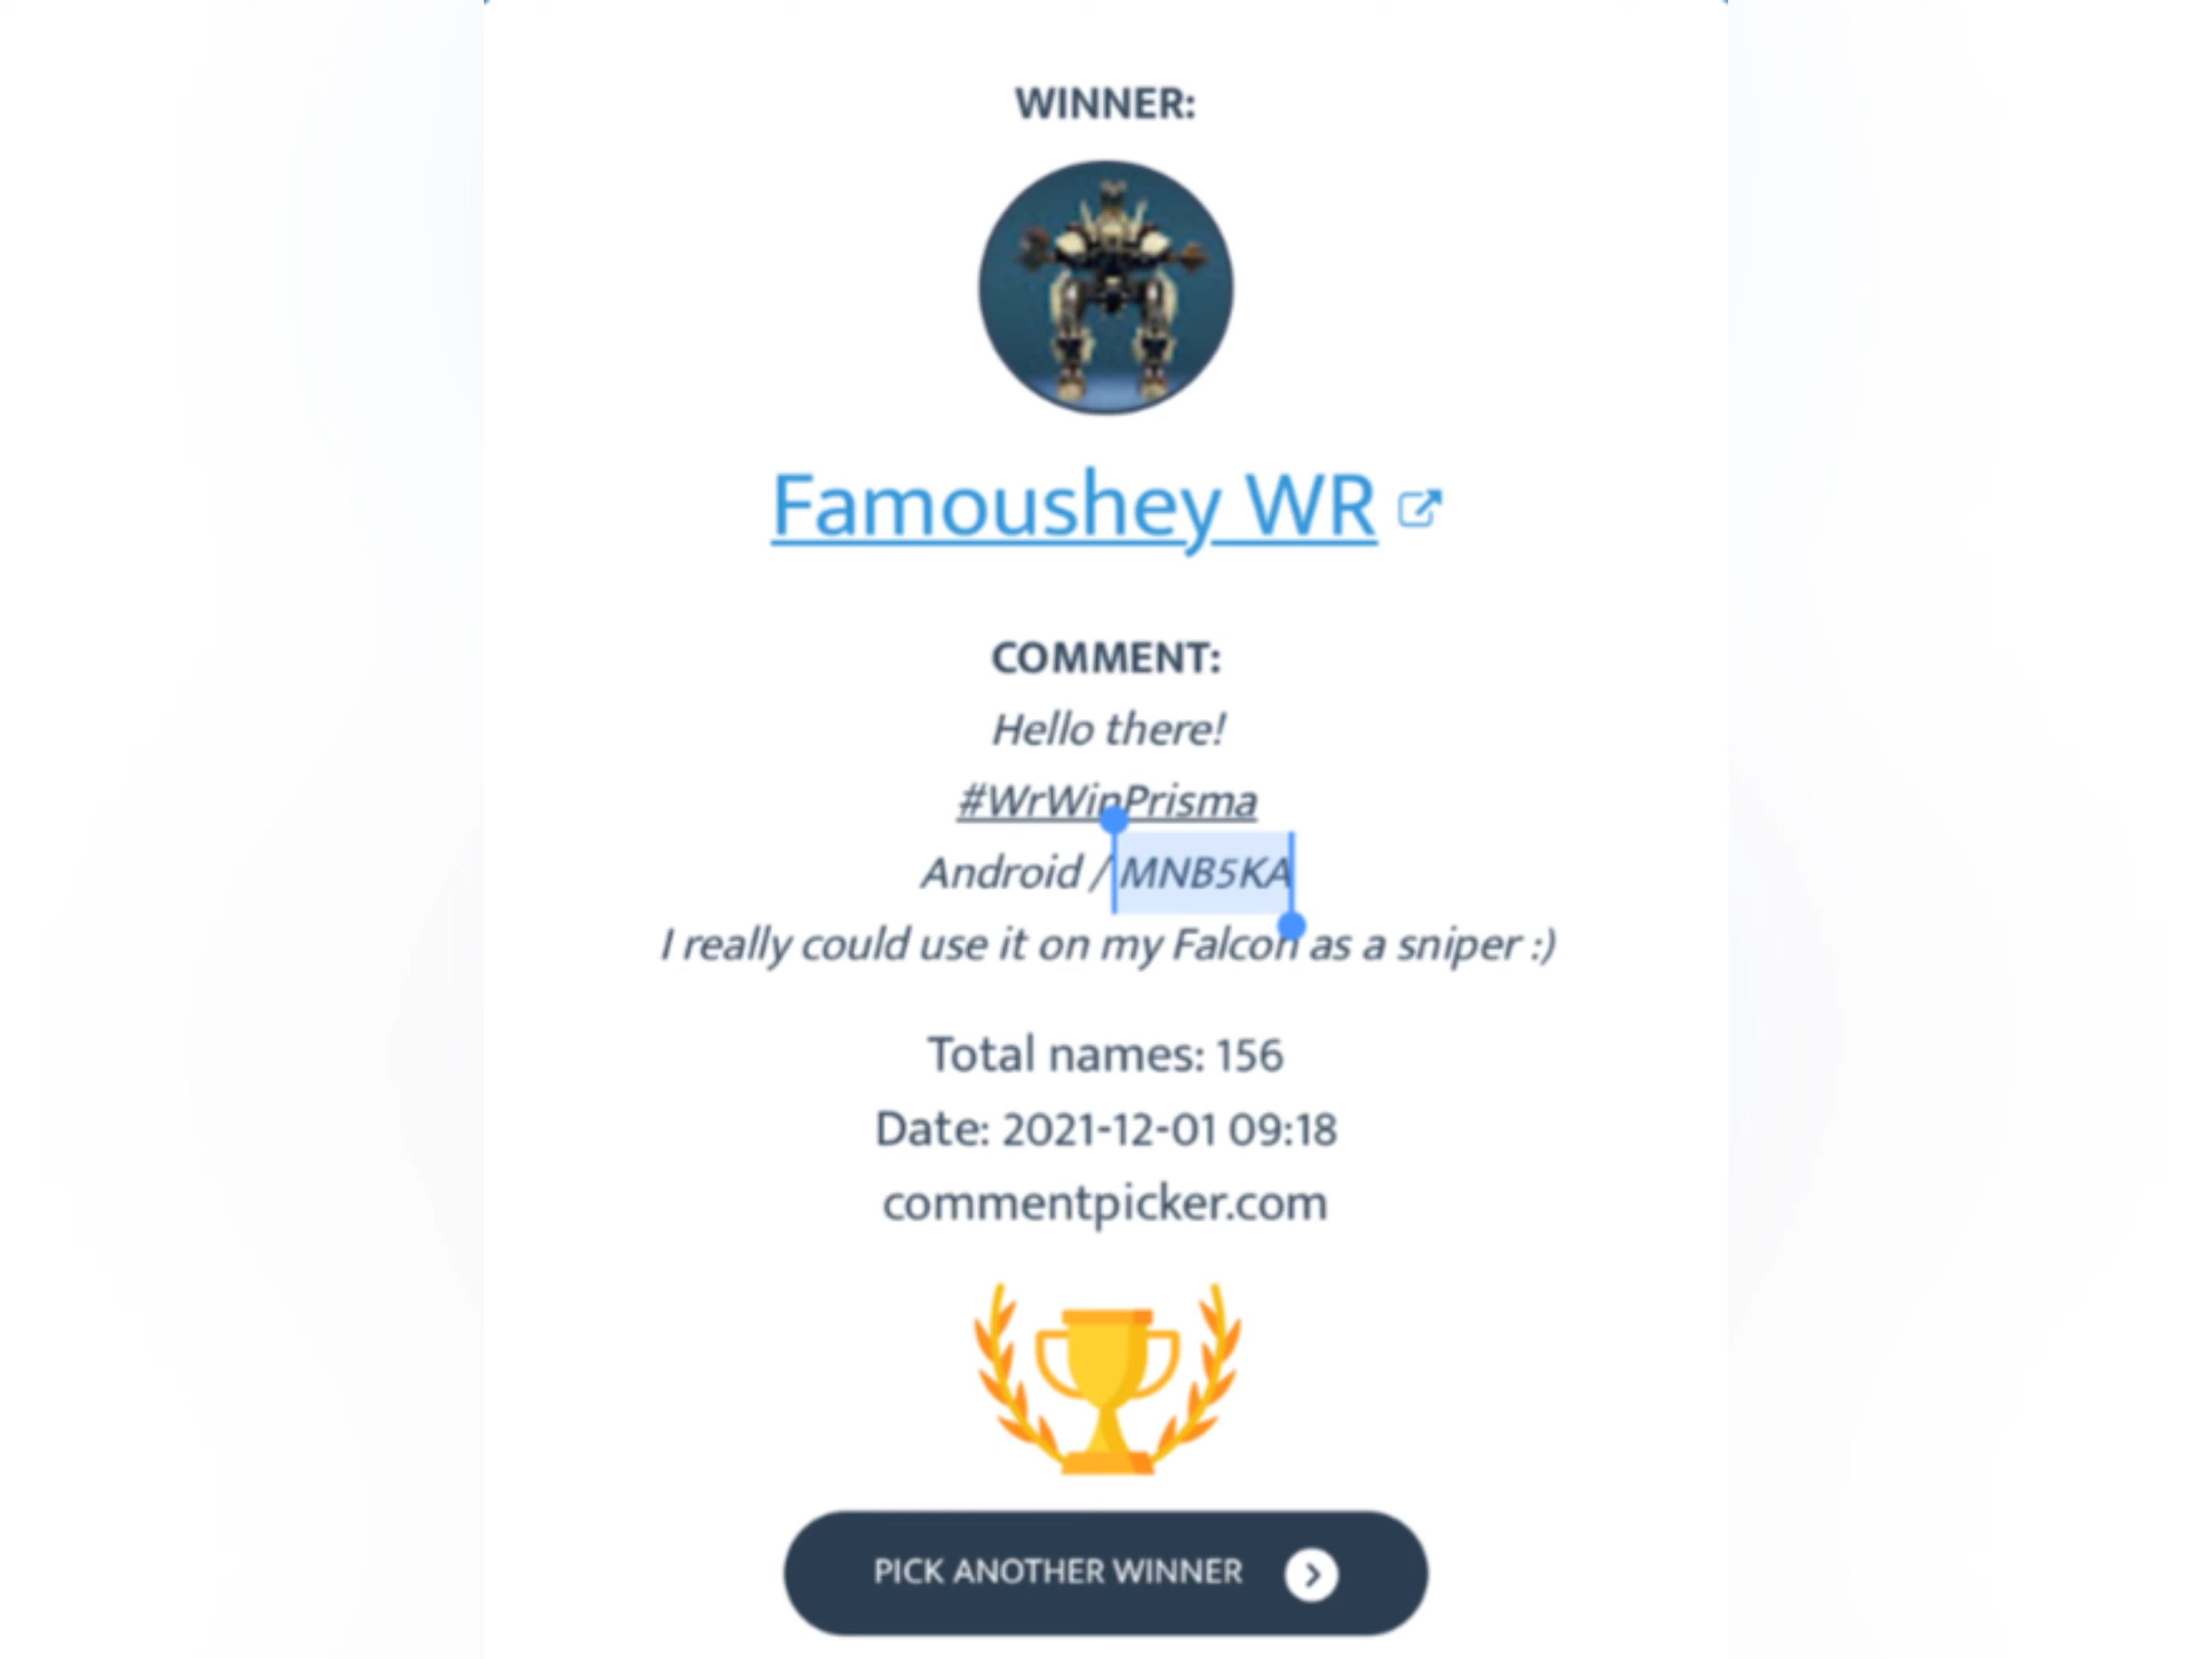 WINNER:
Famoushey WR
COMMENT:
Hello there!
#WrWinPrisma
Android / MNB5KA
I really could use it on my Falcon as a sniper :)
Total names: 156
Date: 2021-12-01 09:18
commentpicker.com
PICK ANOTHER WINNER